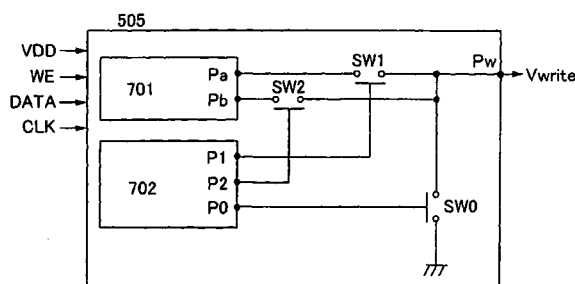 505
VDD
WE
DATA
CLK
701
Pa
Pb
SW1
SW2
Pw
Vwrite
702
P1
P2
P0
SW0